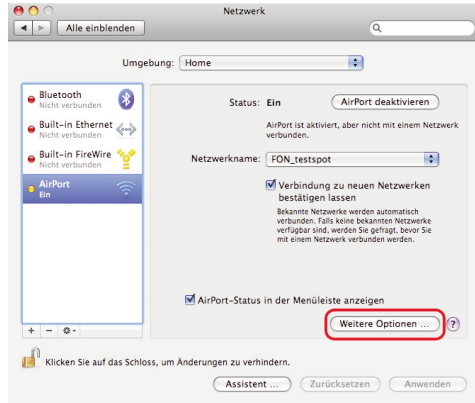 Netzwerk
Alle einblenden
Umgebung: Home
Bluetooth
Nicht verbunden
Built-in Ethernet
Nicht verbunden
Built-in FireWire
Nicht verbunden
AirPort
Ein
Status: Ein
AirPort deaktivieren
AirPort ist aktiviert, aber nicht mit einem Netzwerk
verbunden.
Netzwerkname: FON_testspot
Verbindung zu neuen Netzwerken
bestätigen lassen
Bekannte Netzwerke werden automatisch
verbunden. Falls keine bekannten Netzwerke
verfügbar sind, werden Sie gefragt, bevor Sie
mit einem Netzwerk verbunden werden.
AirPort-Status in der Menüleiste anzeigen
Weitere Optionen ... ?
+ −
Klicken Sie auf das Schloss, um Änderungen zu verhindern.
Assistent ... Zurücksetzen Anwenden